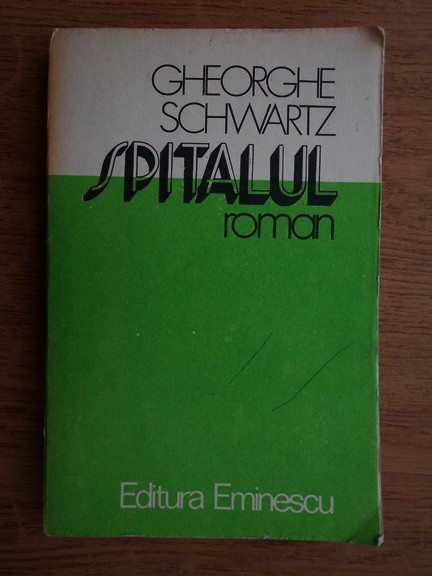 GHEORGHE
SCHWARTZ
SPITALUL
roman
Editura Eminescu